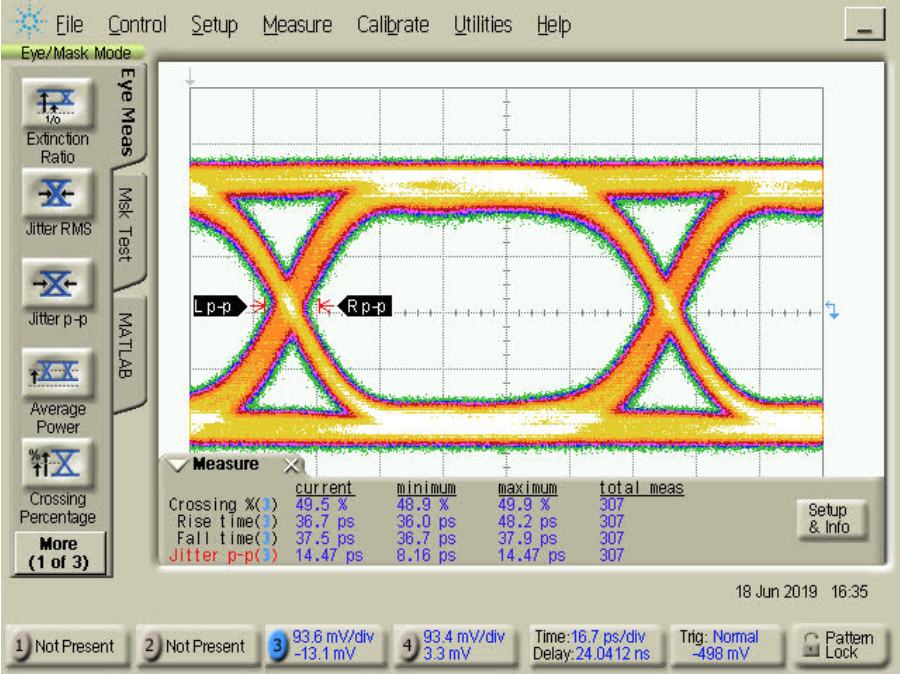 File Control Setup Measure Calibrate Utilities Help
Eye/Mask Mode
Eye Meas
Msk Test
MATLAB
1/0
Extinction
Ratio
Jitter RMS
Jitter p-p
Average
Power
%
Crossing
Percentage
More
(1 of 3)
L p-p
R p-p
Measure
current minimum maximum total meas
Crossing %(3) 49.5 % 48.9 % 49.9 % 307
Rise time(3) 36.7 ps 36.0 ps 48.2 ps 307
Fall time(3) 37.5 ps 36.7 ps 37.9 ps 307
Jitter p-p(3) 14.47 ps 8.16 ps 14.47 ps 307
Setup
& Info
18 Jun 2019 16:35
1 Not Present
2 Not Present
3 93.6 mV/div
-13.1 mV
4 93.4 mV/div
3.3 mV
Time:16.7 ps/div
Delay:24.0412 ns
Trig: Normal
-498 mV
Pattern
Lock